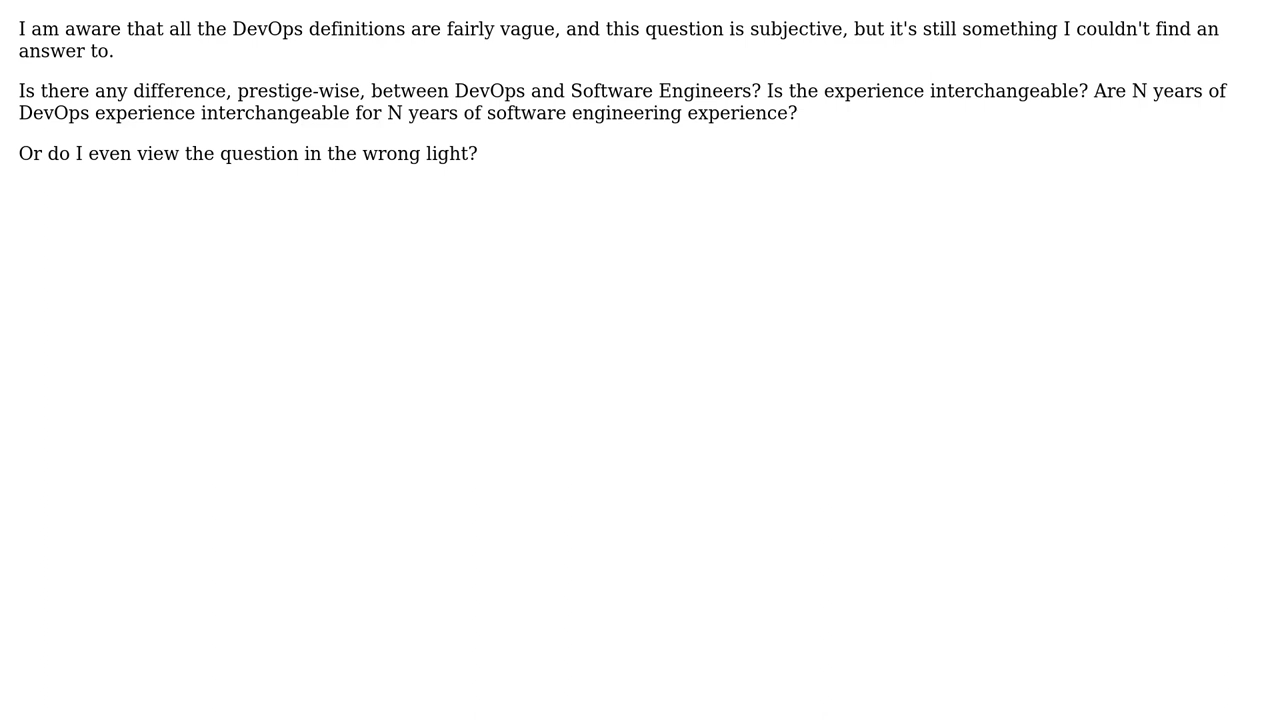 I am aware that all the DevOps definitions are fairly vague, and this question is subjective, but it's still something I couldn't find an
answer to.
Is there any difference, prestige-wise, between DevOps and Software Engineers? Is the experience interchangeable? Are N years of
DevOps experience interchangeable for N years of software engineering experience?
Or do I even view the question in the wrong light?